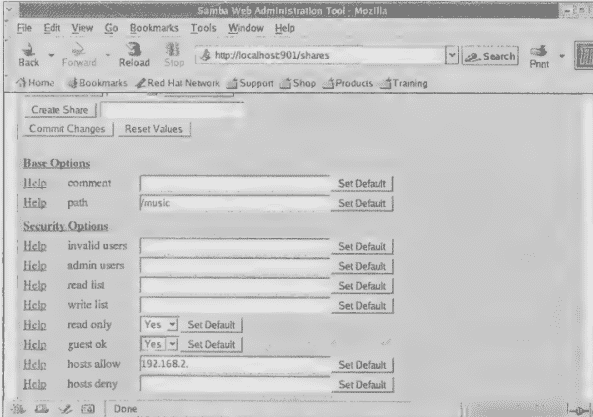 Samba Web Administration Tool - Mozilla
File Edit View Go Bookmarks Tools Window Help
Back Forward Reload Stop http://localhost:901/shares Search Print
Home Bookmarks Red Hat Network Support Shop Products Training
Create Share
Commit Changes Reset Values
Base Options
Help comment Set Default
Help path /music Set Default
Security Options
Help invalid users Set Default
Help admin users Set Default
Help read list Set Default
Help write list Set Default
Help read only Yes Set Default
Help guest ok Yes Set Default
Help hosts allow 192.168.2. Set Default
Help hosts deny Set Default
Done